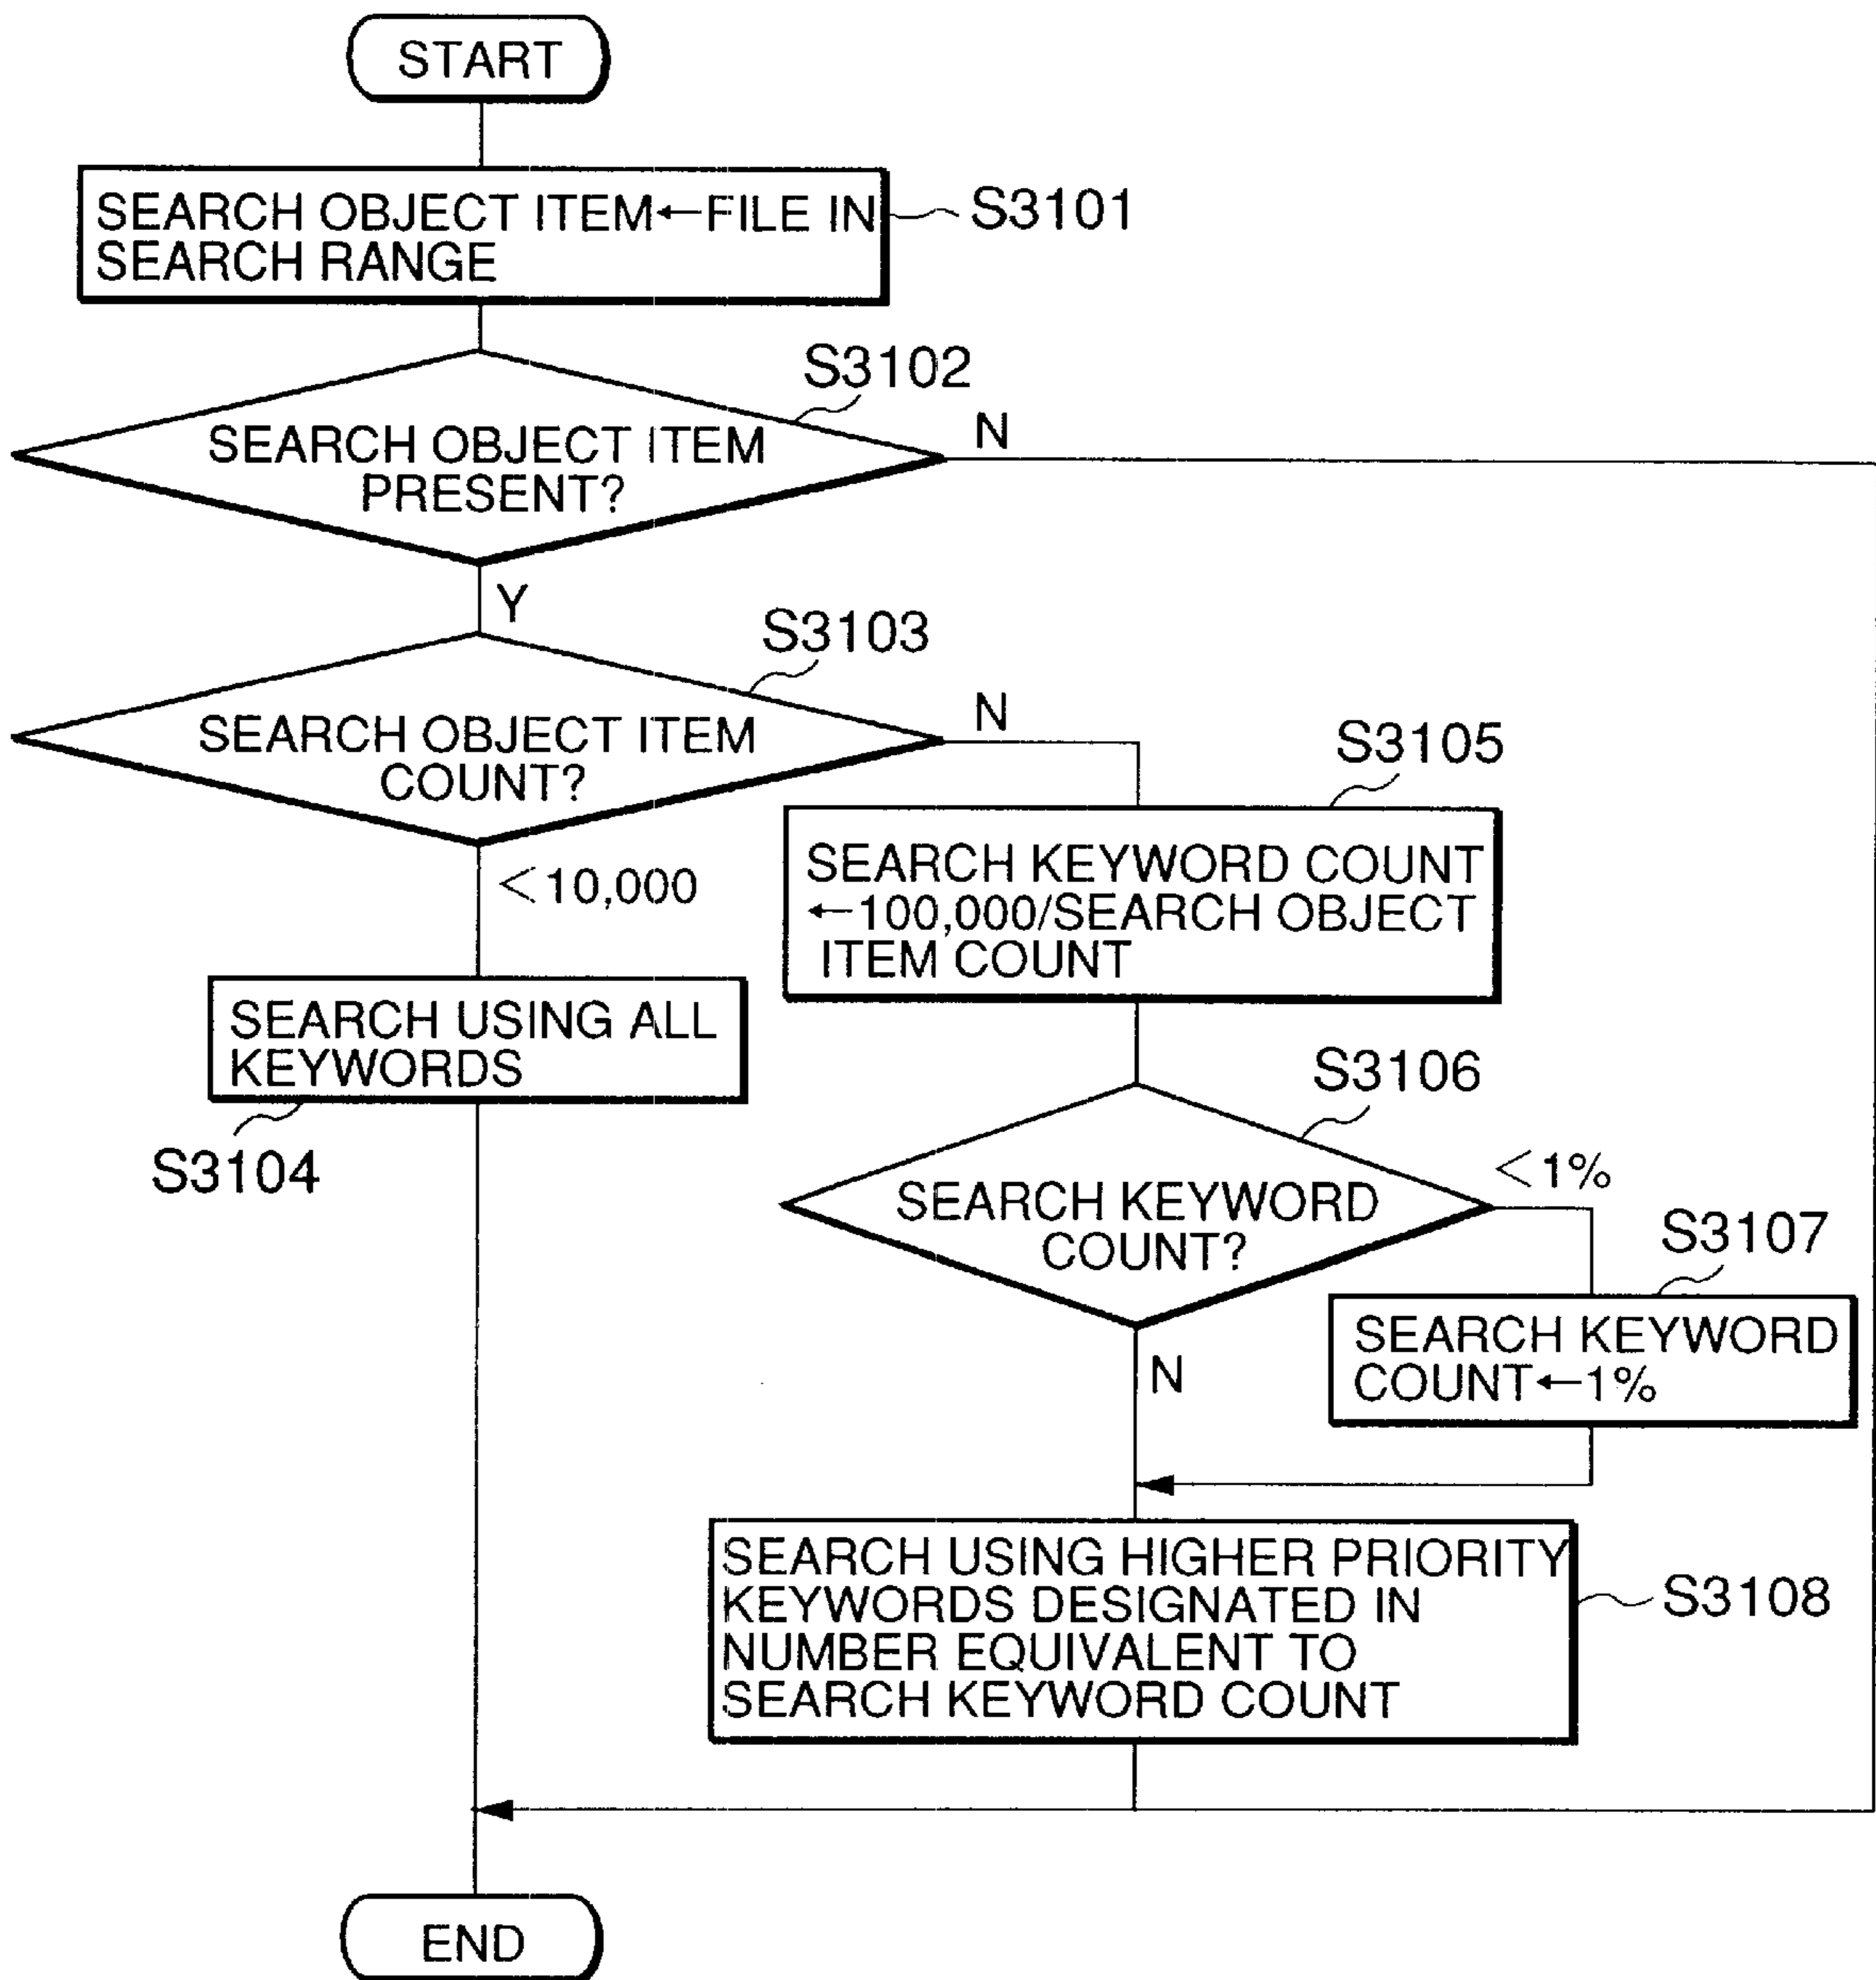 START
SEARCH OBJECT ITEM←FILE IN
SEARCH RANGE
S3101
S3102
SEARCH OBJECT ITEM
PRESENT?
N
Y
S3103
SEARCH OBJECT ITEM
COUNT?
N
<10,000
S3105
SEARCH KEYWORD COUNT
←100,000/SEARCH OBJECT
ITEM COUNT
SEARCH USING ALL
KEYWORDS
S3104
S3106
SEARCH KEYWORD
COUNT?
<1%
N
S3107
SEARCH KEYWORD
COUNT←1%
SEARCH USING HIGHER PRIORITY
KEYWORDS DESIGNATED IN
NUMBER EQUIVALENT TO
SEARCH KEYWORD COUNT
S3108
END